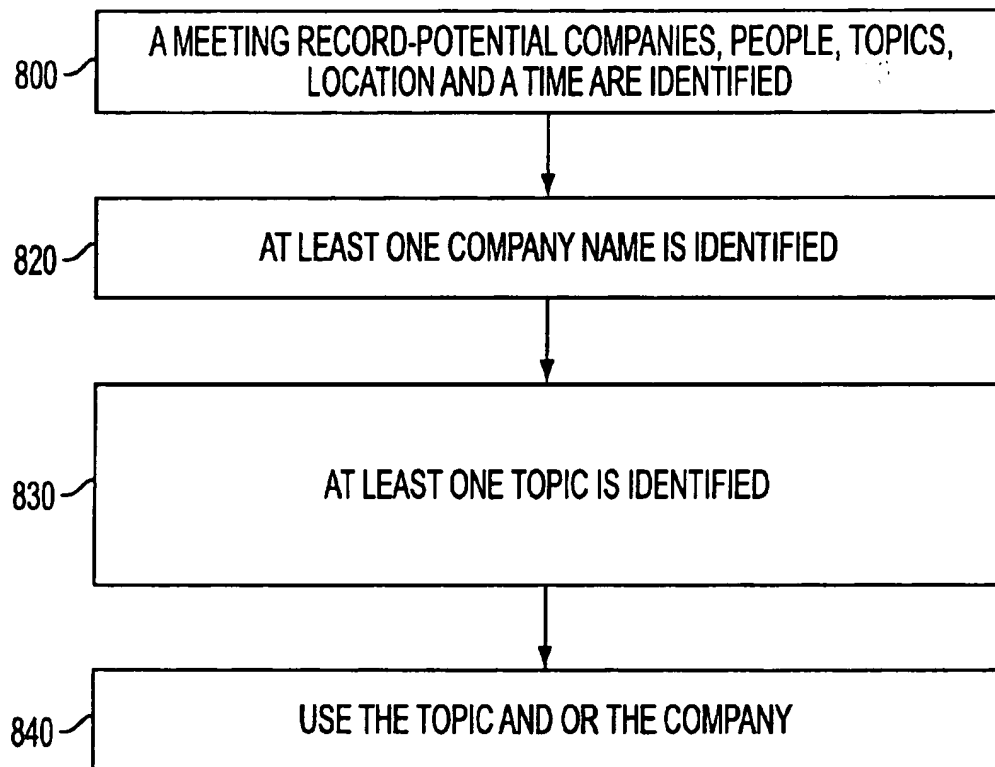 800
A MEETING RECORD-POTENTIAL COMPANIES, PEOPLE, TOPICS,
LOCATION AND A TIME ARE IDENTIFIED
820
AT LEAST ONE COMPANY NAME IS IDENTIFIED
830
AT LEAST ONE TOPIC IS IDENTIFIED
840
USE THE TOPIC AND OR THE COMPANY